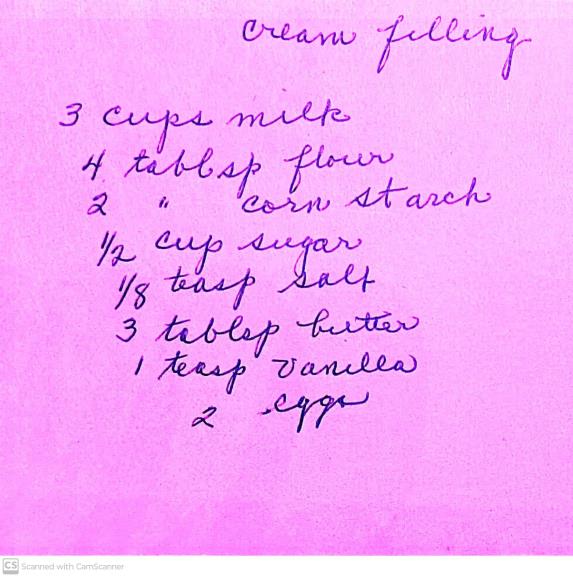 cream filling
3 cups milk
4 tablsp flour
2 " corn starch
1/2 cup sugar
1/8 teasp salt
3 tablsp butter
1 teasp vanilla
2 eggs
CS Scanned with CamScanner